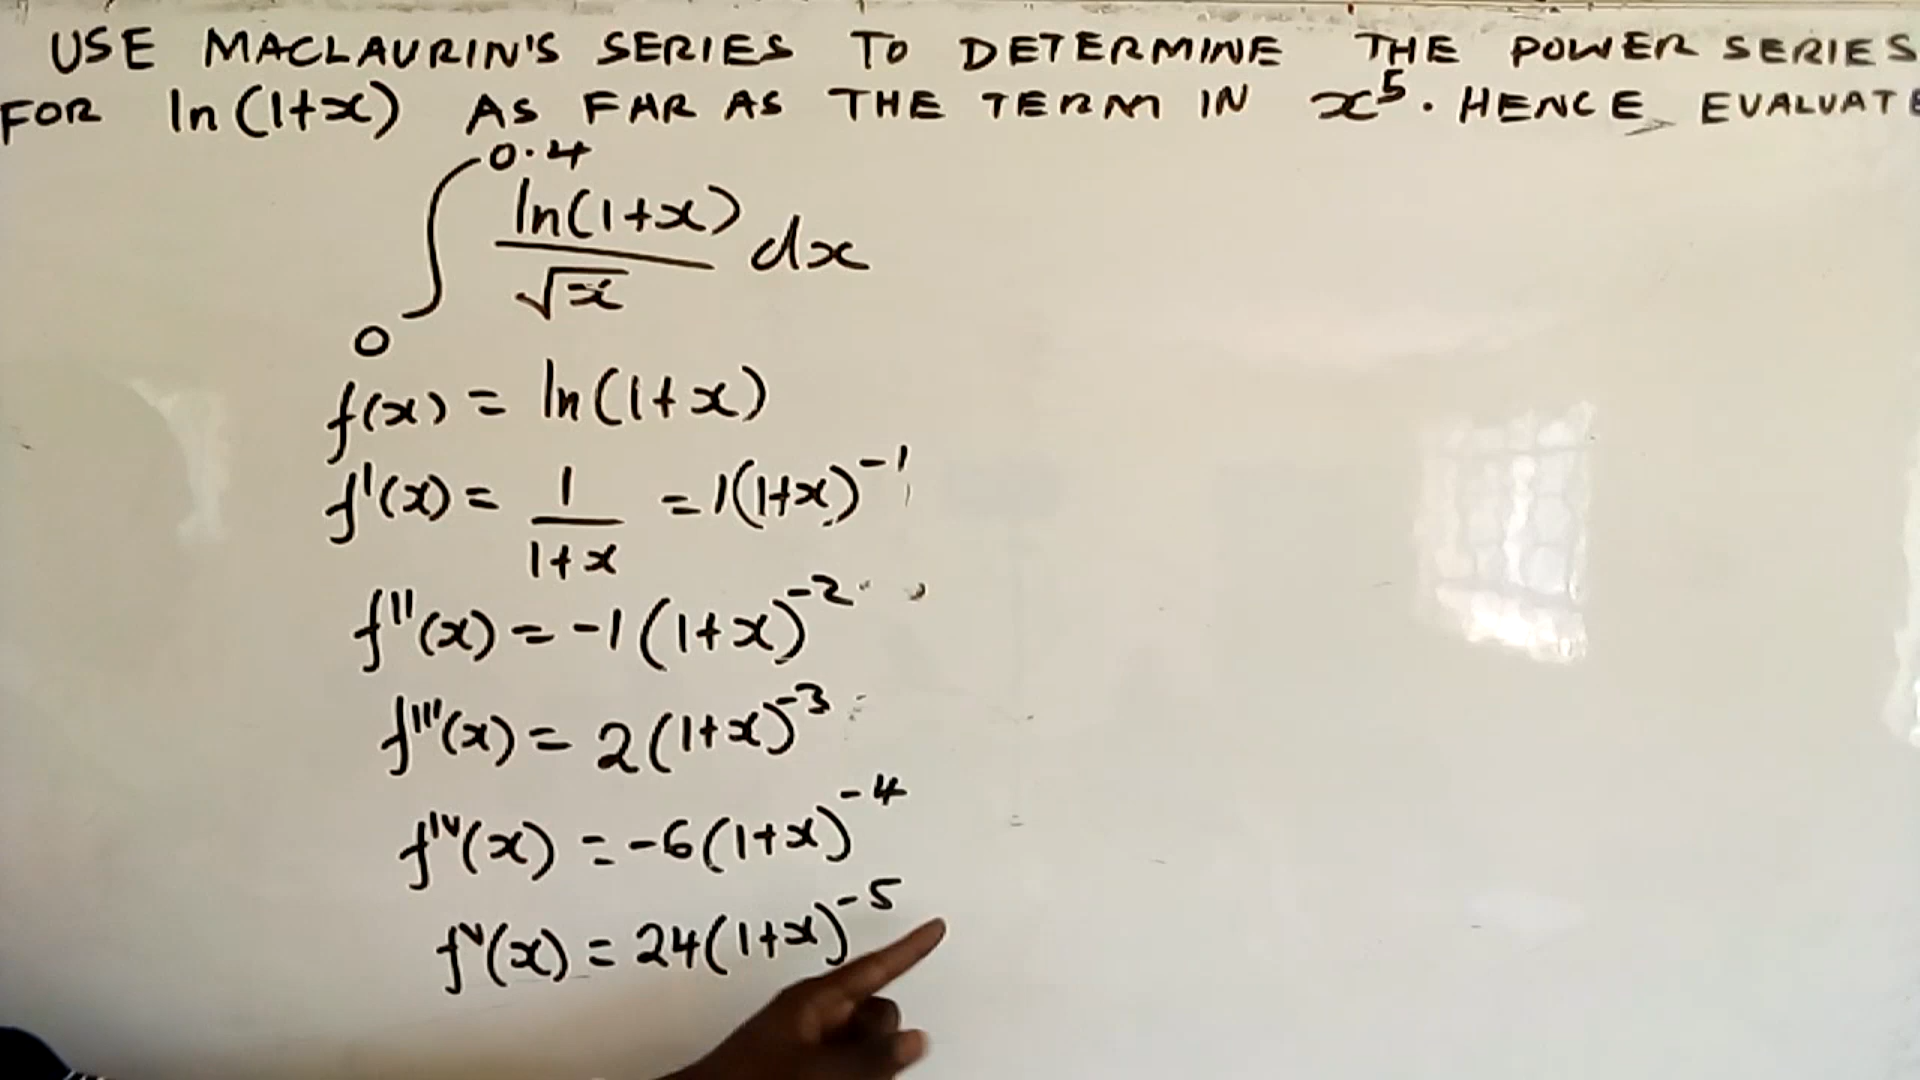 USE MACLAURIN'S SERIES TO DETERMINE THE POWER SERIES
FOR ln(1+x) AS FAR AS THE TERM IN x⁵. HENCE EVALUATE
∫₀^0.4 ln(1+x)/√x dx
f(x) = ln(1+x)
f'(x) = 1/(1+x) = 1(1+x)⁻¹
f''(x) = -1(1+x)⁻²
f'''(x) = 2(1+x)⁻³
fⁱᵛ(x) = -6(1+x)⁻⁴
fᵛ(x) = 24(1+x)⁻⁵